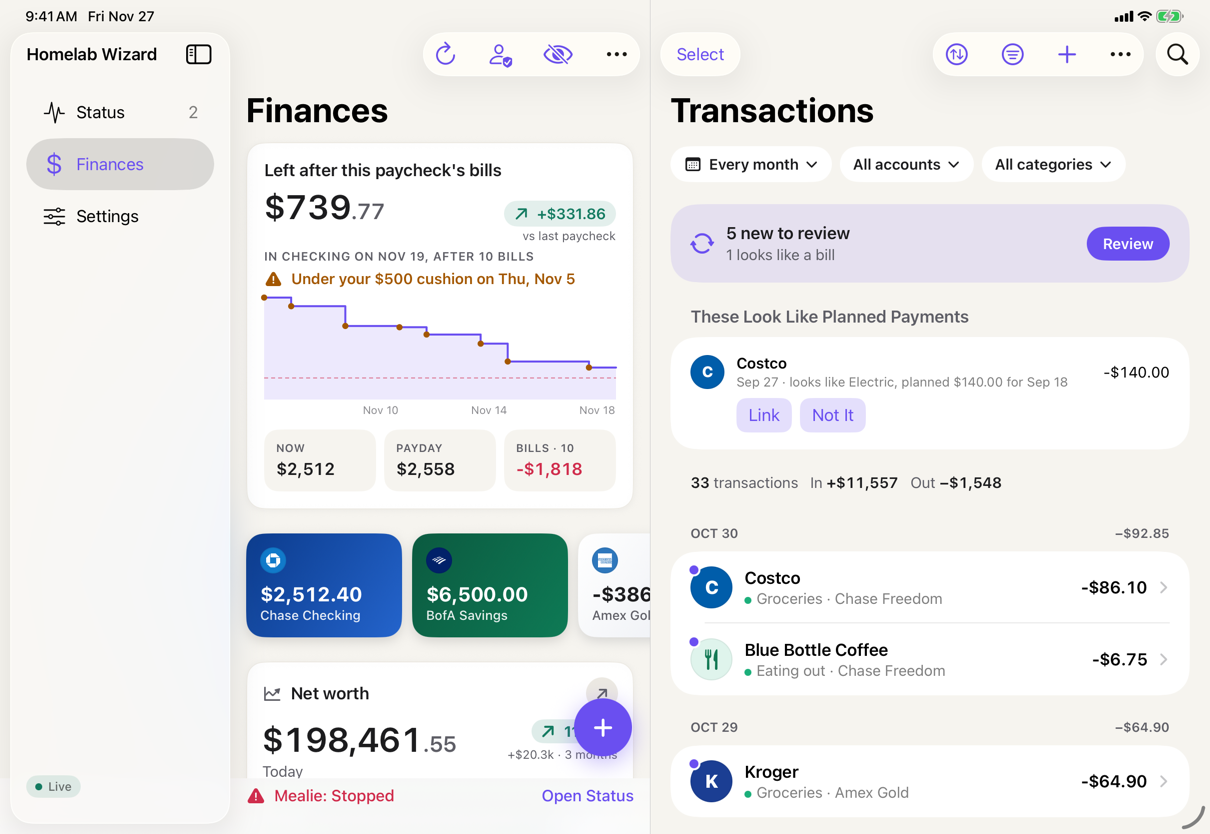 9:41 AM Fri Nov 27
Homelab Wizard
Status 2
Finances
Settings
Live
Finances
Left after this paycheck's bills
$739.77
+$331.86
vs last paycheck
IN CHECKING ON NOV 19, AFTER 10 BILLS
Under your $500 cushion on Thu, Nov 5
Nov 10 Nov 14 Nov 18
NOW
$2,512
PAYDAY
$2,558
BILLS · 10
-$1,818
$2,512.40
Chase Checking
$6,500.00
BofA Savings
-$386
Amex Gol
Net worth
$198,461.55
+$20.3k · 3 months
Today
Mealie: Stopped
Open Status
Select
Transactions
Every month
All accounts
All categories
5 new to review
1 looks like a bill
Review
These Look Like Planned Payments
C
Costco
Sep 27 · looks like Electric, planned $140.00 for Sep 18
-$140.00
Link
Not It
33 transactions In +$11,557 Out −$1,548
OCT 30 −$92.85
C
Costco
Groceries · Chase Freedom
-$86.10
Blue Bottle Coffee
Eating out · Chase Freedom
-$6.75
OCT 29 −$64.90
K
Kroger
Groceries · Amex Gold
-$64.90